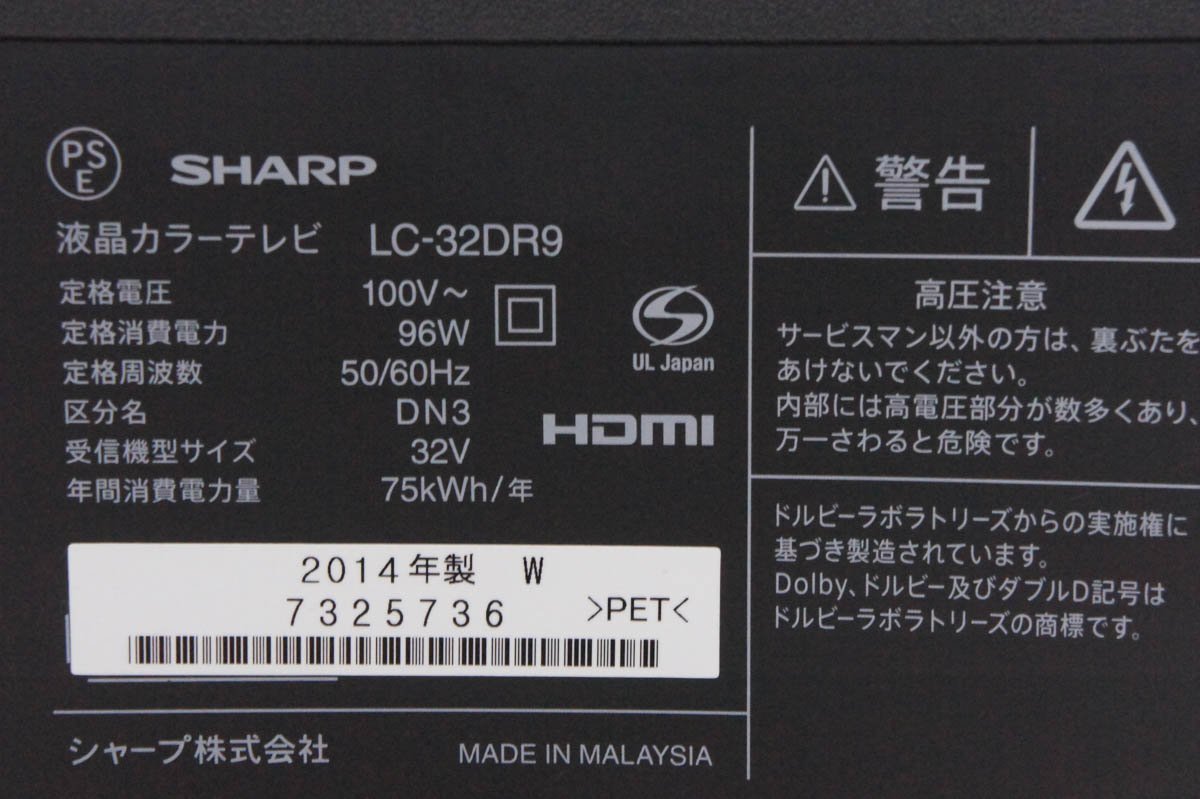 PS
E
SHARP
液晶カラーテレビ LC-32DR9
定格電圧 100V～
定格消費電力 96W
定格周波数 50/60Hz
区分名 DN3
受信機型サイズ 32V
年間消費電力量 75kWh/年
UL Japan
HDMI
2014年製 W
7325736 >PET<
シャープ株式会社 MADE IN MALAYSIA
警告
高圧注意
サービスマン以外の方は、裏ぶたを
あけないでください。
内部には高電圧部分が数多くあり、
万一さわると危険です。
ドルビーラボラトリーズからの実施権に
基づき製造されています。
Dolby、ドルビー及びダブルD記号は
ドルビーラボラトリーズの商標です。